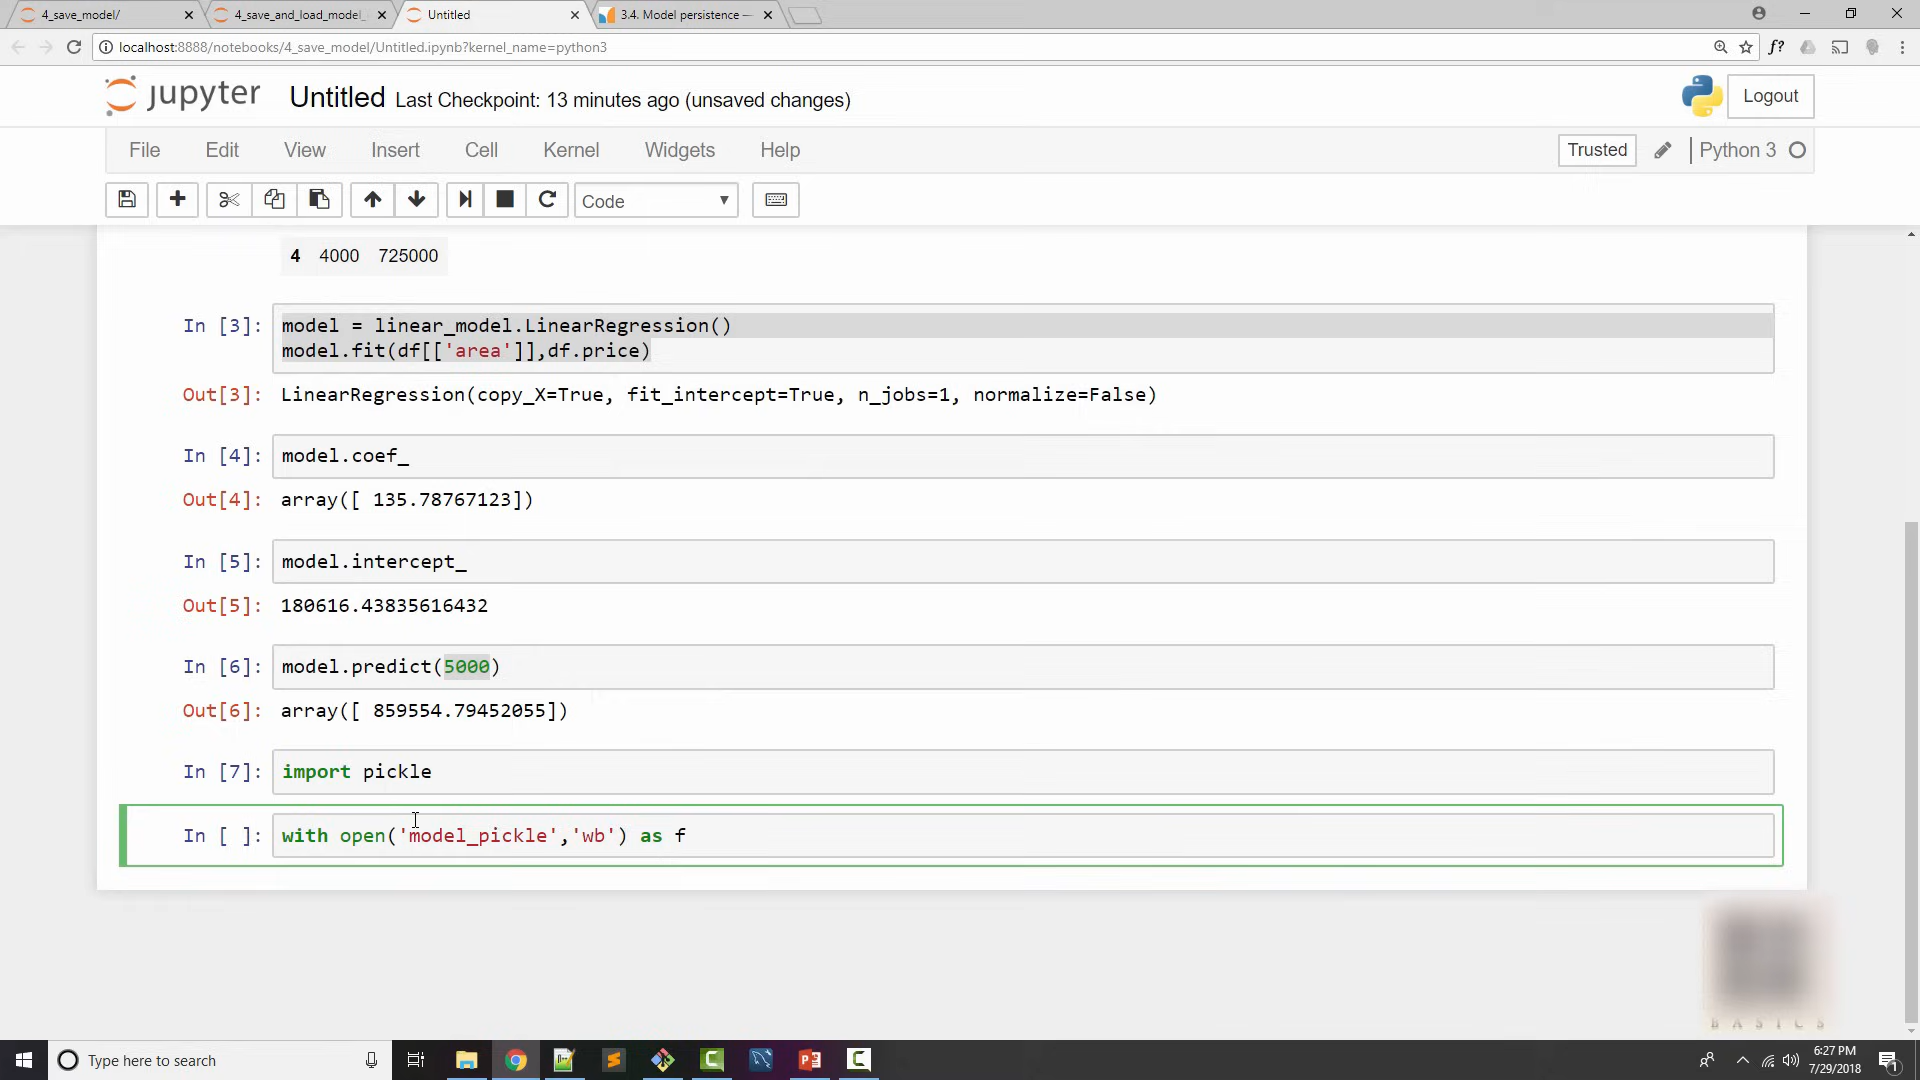 4_save_model/
4_save_and_load_model_
Untitled
3.4. Model persistence —
localhost:8888/notebooks/4_save_model/Untitled.ipynb?kernel_name=python3
f?
jupyter
Untitled Last Checkpoint: 13 minutes ago (unsaved changes)
Logout
File Edit View Insert Cell Kernel Widgets Help
Trusted
Python 3
Code
4 4000 725000
In [3]: model = linear_model.LinearRegression()
model.fit(df[['area']],df.price)
Out[3]: LinearRegression(copy_X=True, fit_intercept=True, n_jobs=1, normalize=False)
In [4]: model.coef_
Out[4]: array([ 135.78767123])
In [5]: model.intercept_
Out[5]: 180616.43835616432
In [6]: model.predict(5000)
Out[6]: array([ 859554.79452055])
In [7]: import pickle
In [ ]: with open('model_pickle','wb') as f
BASICS
Type here to search
6:27 PM
7/29/2018
1